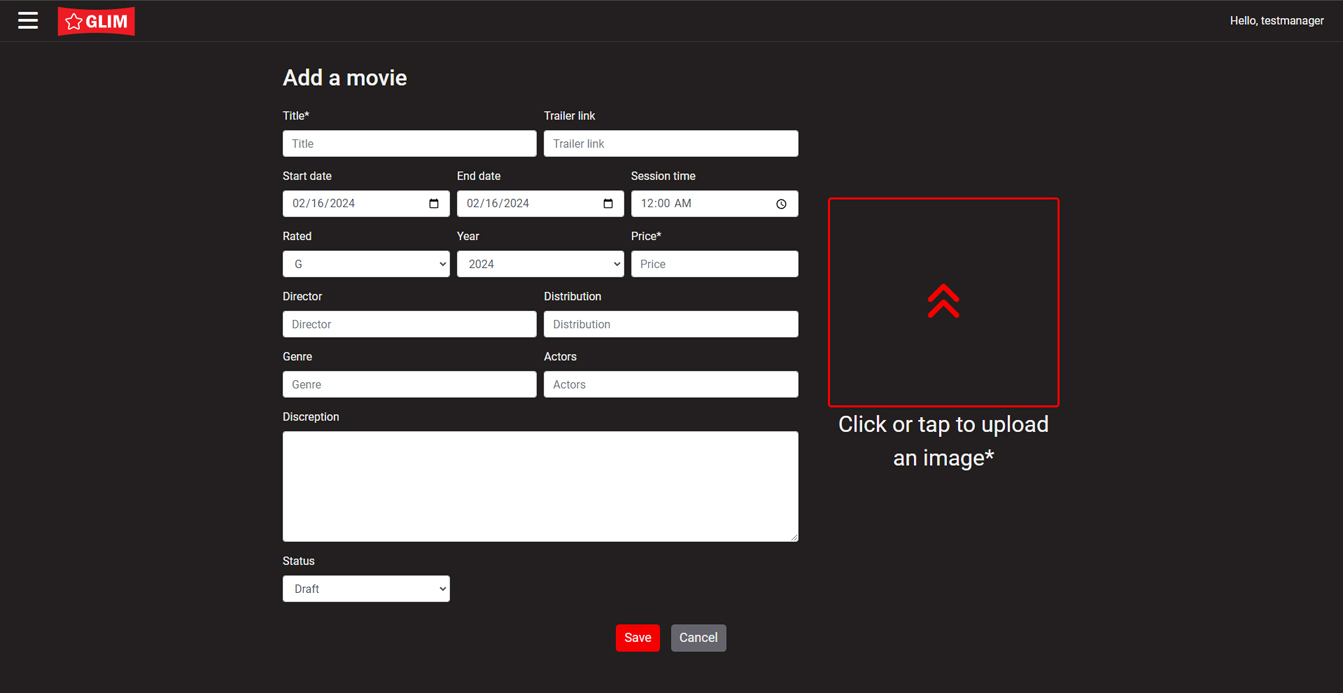 GLIM
Hello, testmanager
Add a movie
Title*
Trailer link
Title
Trailer link
Start date
End date
Session time
02/16/2024
02/16/2024
12:00 AM
Rated
Year
Price*
G
2024
Price
Director
Distribution
Director
Distribution
Genre
Actors
Genre
Actors
Discreption
Status
Draft
Click or tap to upload
an image*
Save
Cancel